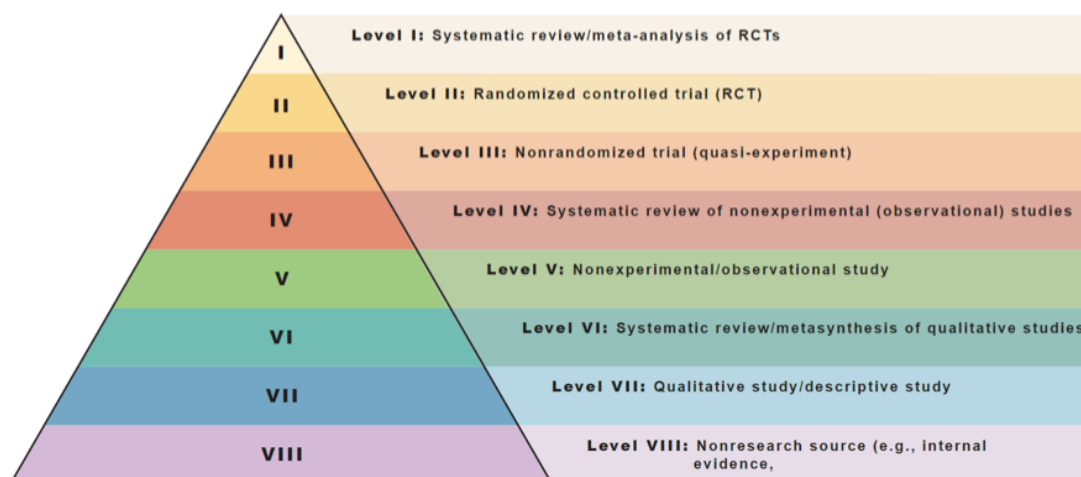 I
Level I: Systematic review/meta-analysis of RCTs
II
Level II: Randomized controlled trial (RCT)
III
Level III: Nonrandomized trial (quasi-experiment)
IV
Level IV: Systematic review of nonexperimental (observational) studies
V
Level V: Nonexperimental/observational study
VI
Level VI: Systematic review/metasynthesis of qualitative studies
VII
Level VII: Qualitative study/descriptive study
VIII
Level VIII: Nonresearch source (e.g., internal
evidence,